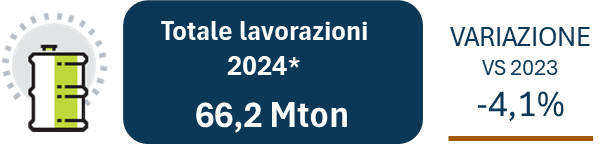 Totale lavorazioni
2024*
66,2 Mton
VARIAZIONE
VS 2023
-4,1%